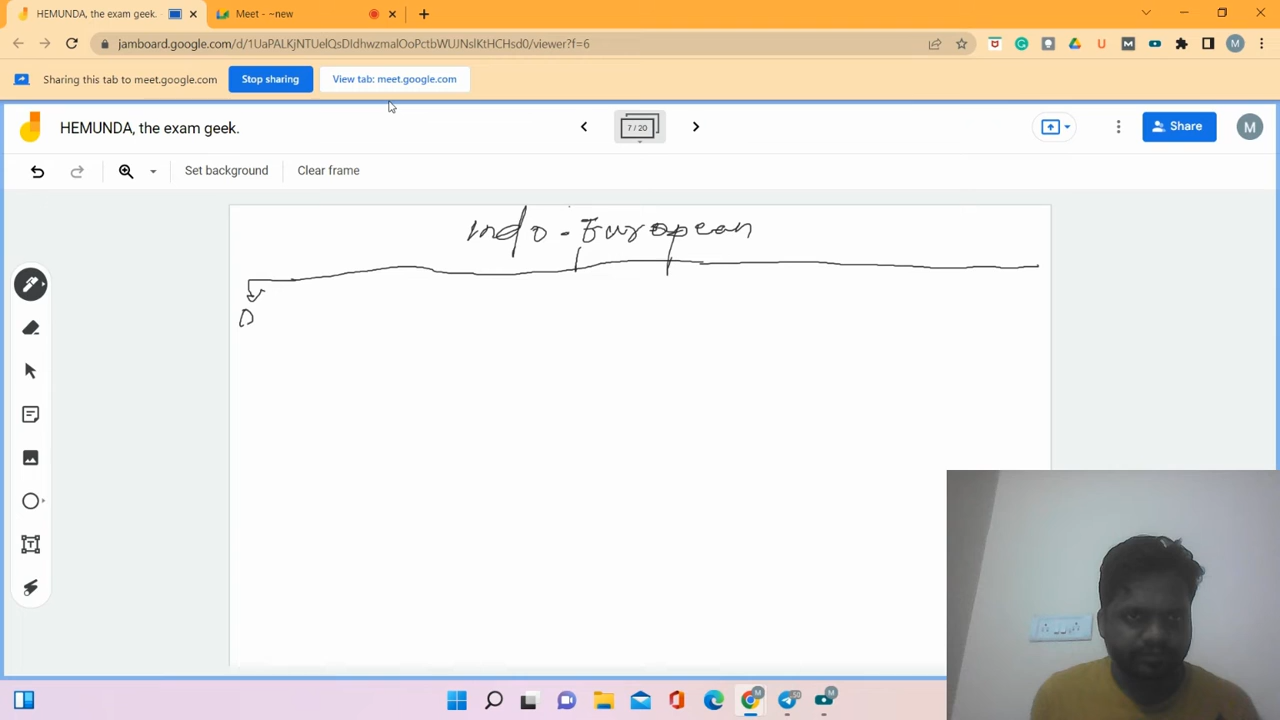 HEMUNDA, the exam geek.
Meet - ~new
jamboard.google.com/d/1UaPALKjNTUelQsDIdhwzmalOoPctbWUJNslKtHCHsd0/viewer?f=6
M
Sharing this tab to meet.google.com
Stop sharing
View tab: meet.google.com
HEMUNDA, the exam geek.
7 / 20
Share
M
Set background
Clear frame
Indo - European
D